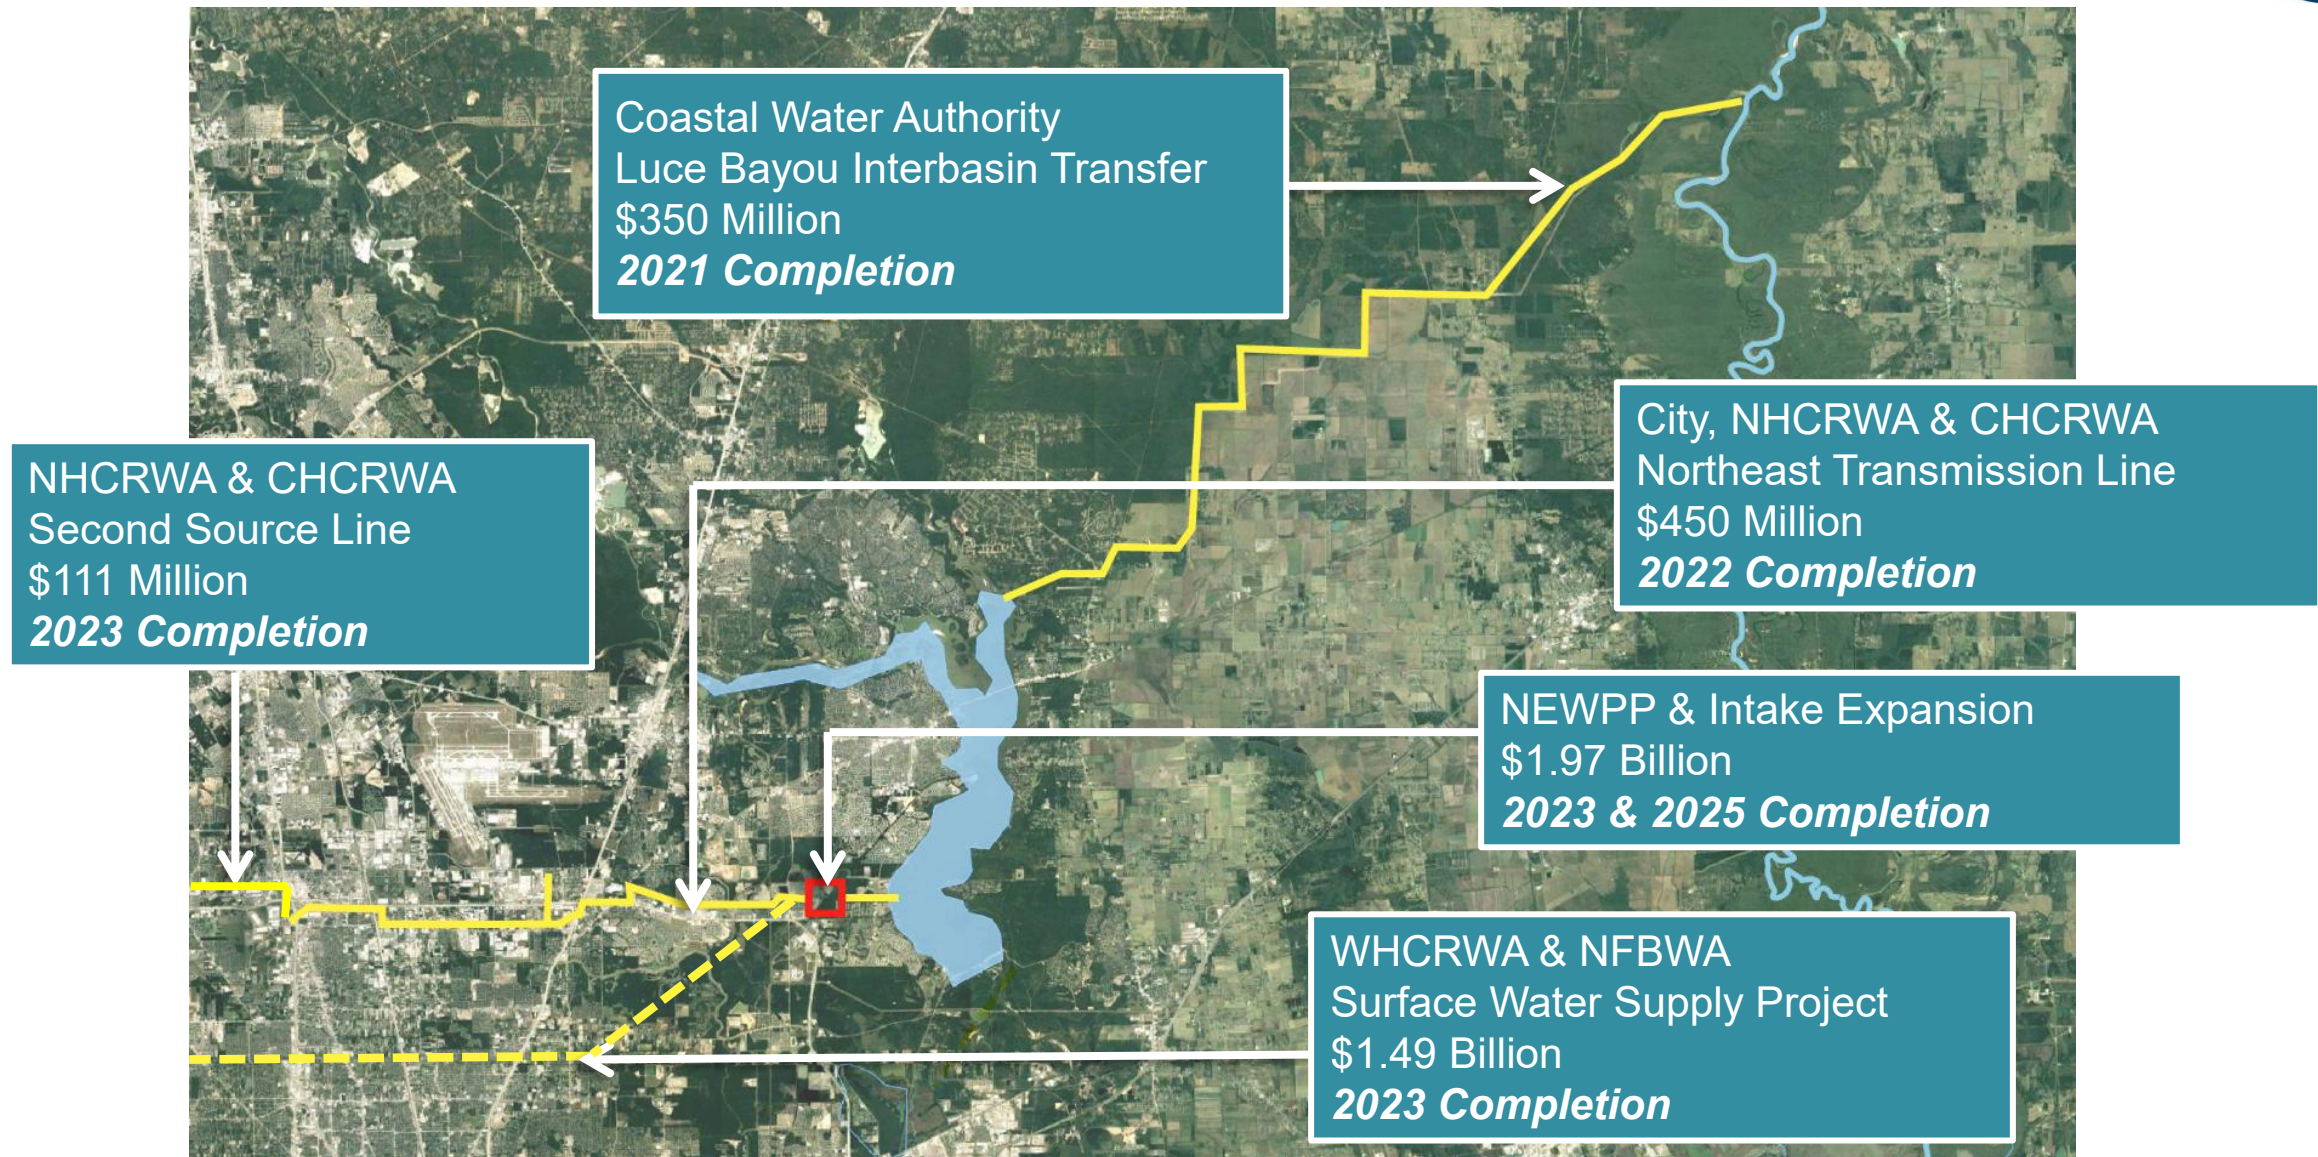 Coastal Water Authority
Luce Bayou Interbasin Transfer
$350 Million
2021 Completion
City, NHCRWA & CHCRWA
Northeast Transmission Line
$450 Million
2022 Completion
NHCRWA & CHCRWA
Second Source Line
$111 Million
2023 Completion
NEWPP & Intake Expansion
$1.97 Billion
2023 & 2025 Completion
WHCRWA & NFBWA
Surface Water Supply Project
$1.49 Billion
2023 Completion